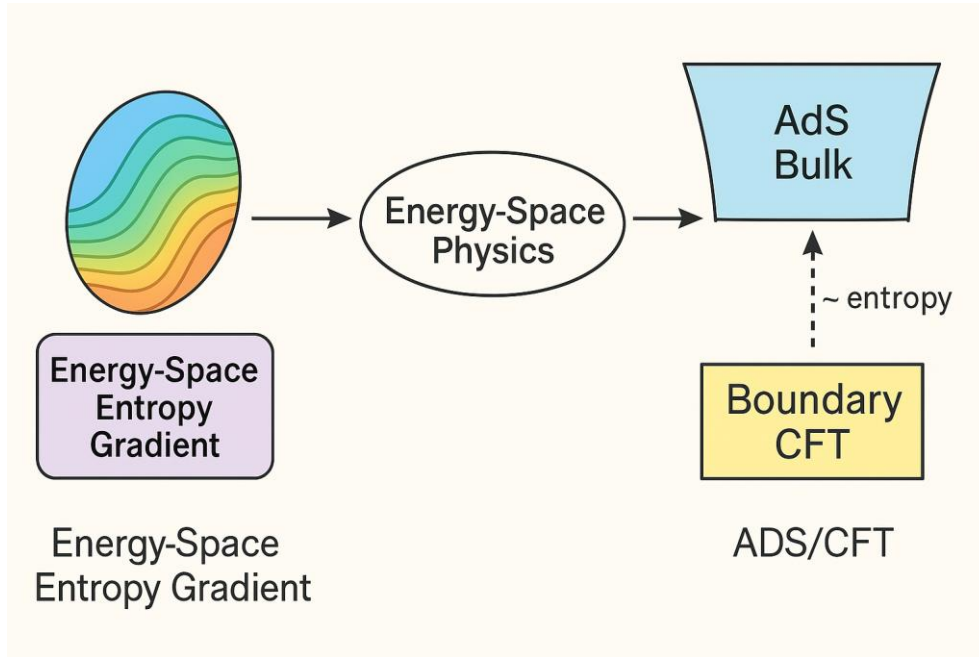 Energy-Space
Entropy
Gradient
Energy-Space
Entropy Gradient
Energy-Space
Physics
AdS
Bulk
~ entropy
Boundary
CFT
ADS/CFT